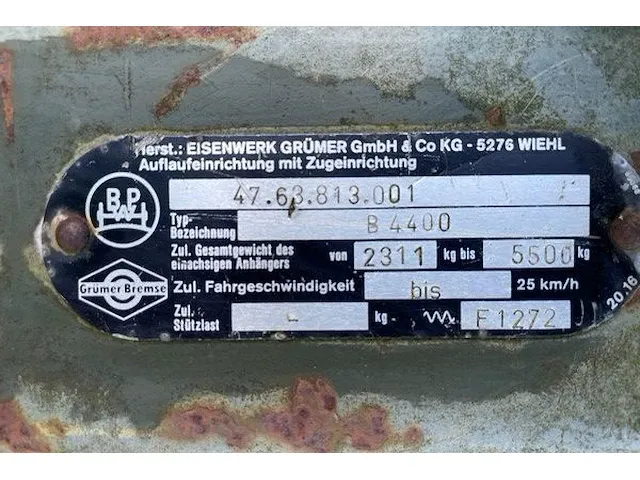 Herst.: EISENWERK GRÜMER GmbH & Co KG - 5276 WIEHL
Auflaufeinrichtung mit Zugeinrichtung
BPW
47.63.813.001
Typ-
Bezeichnung B 4400
Zul. Gesamtgewicht des
einachsigen Anhängers von 2311 kg bis 5500 kg
Grümer Bremse
Zul. Fahrgeschwindigkeit bis 25 km/h
Zul.
Stützlast - kg- F1272
20.16